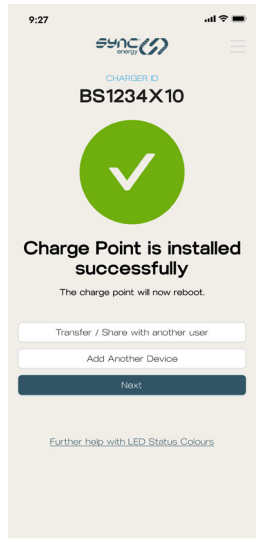 9:27
sync
energy
CHARGER ID
BS1234X10
Charge Point is installed
successfully
The charge point will now reboot.
Transfer / Share with another user
Add Another Device
Next
Further help with LED Status Colours